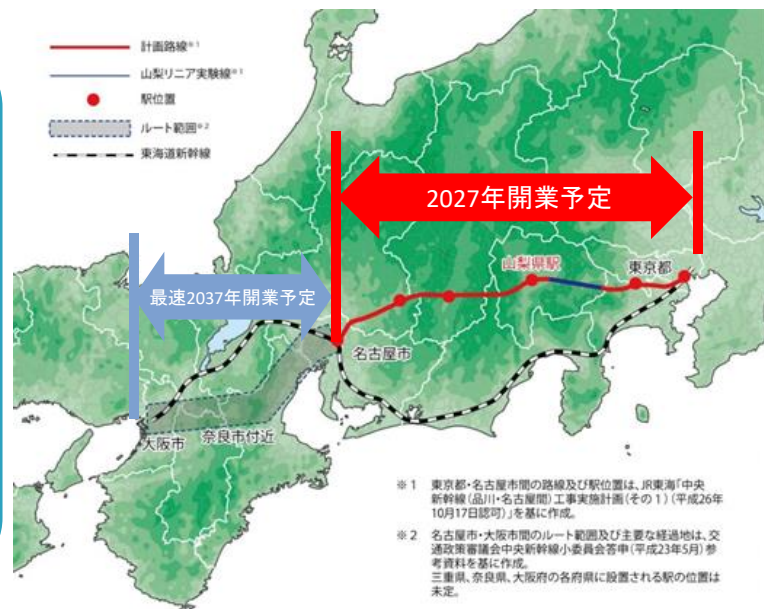 計画路線※1
山梨リニア実験線※1
駅位置
ルート範囲※2
東海道新幹線
2027年開業予定
最速2037年開業予定
山梨県駅
東京都
名古屋市
大阪市
奈良市付近
※1 東京都・名古屋市間の路線及び駅位置は、JR東海「中央
新幹線(品川・名古屋間)工事実施計画(その1)(平成26年
10月17日認可)」を基に作成。
※2 名古屋市・大阪市間のルート範囲及び主要な経過地は、交
通政策審議会中央新幹線小委員会答申(平成23年5月)参
考資料を基に作成。
三重県、奈良県、大阪府の各府県に設置される駅の位置は
未定。